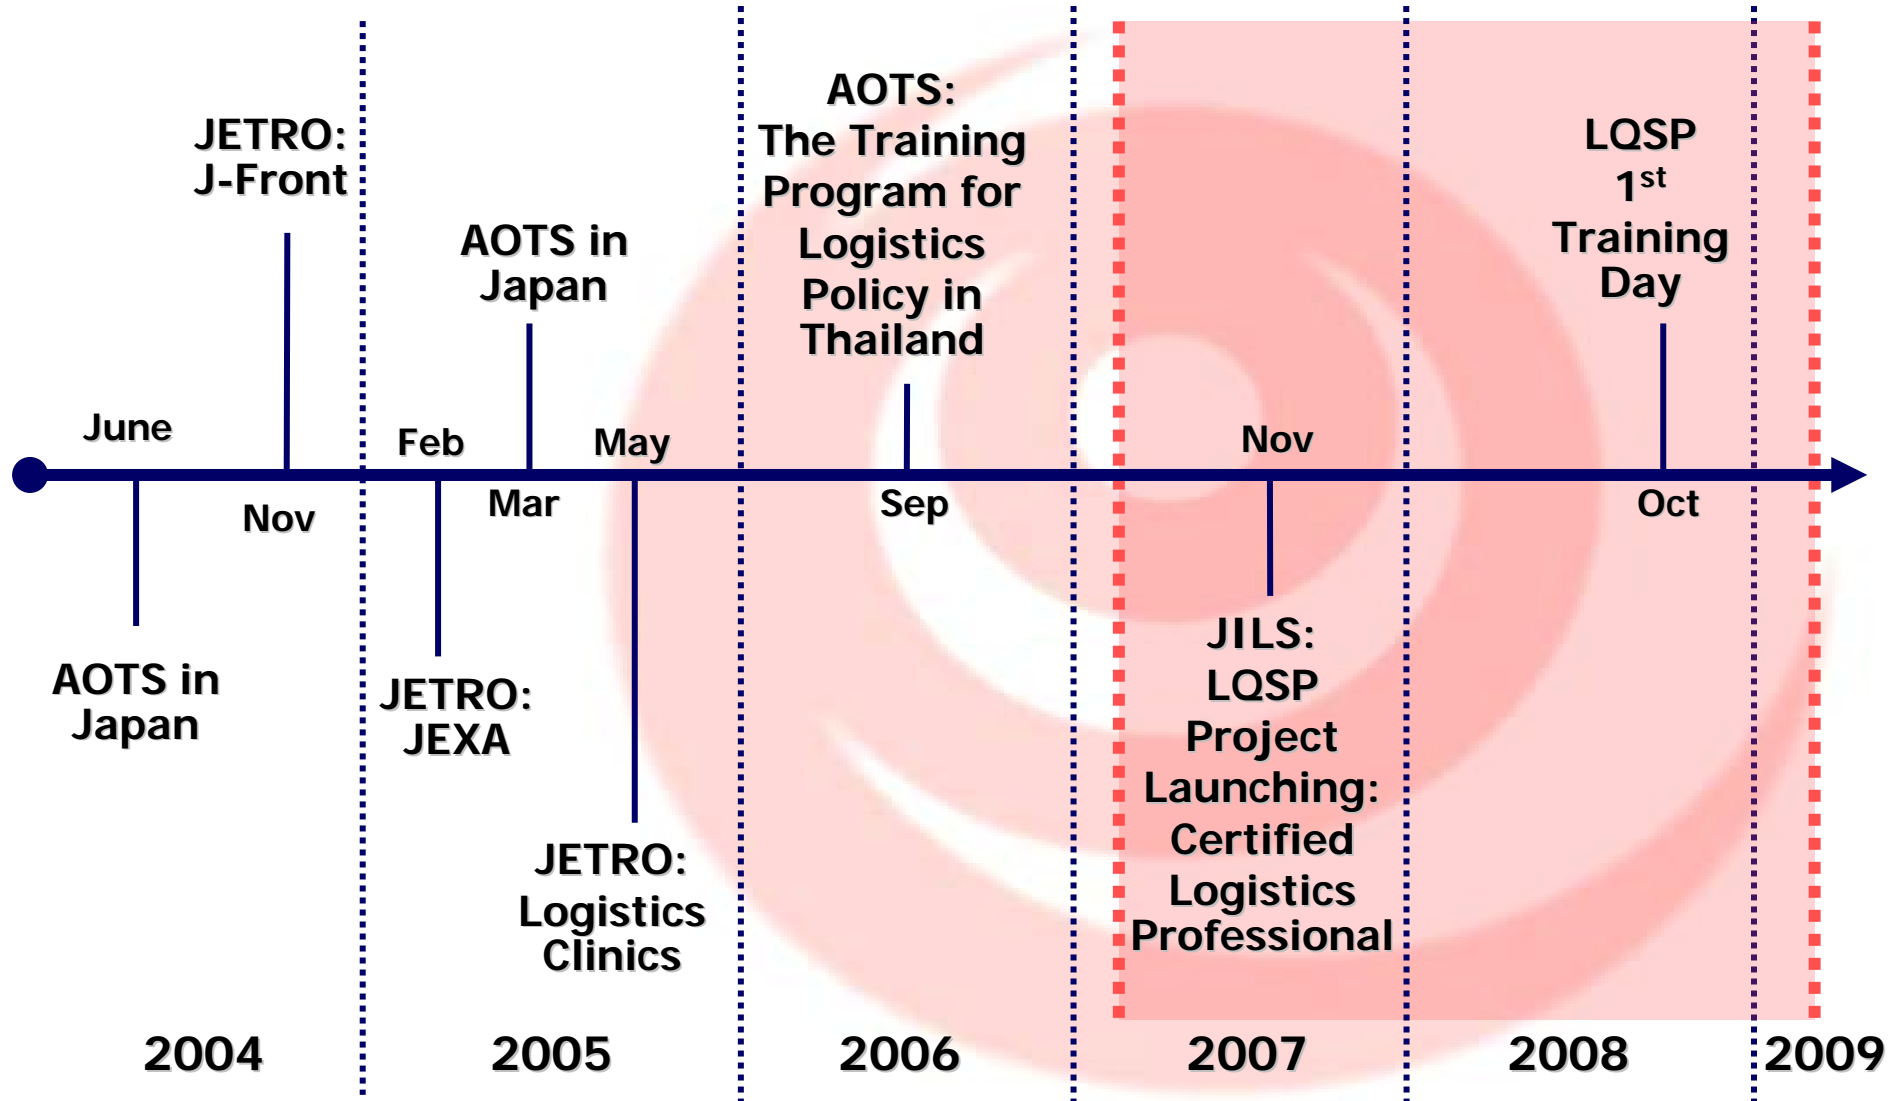 JETRO:
J-Front
AOTS in
Japan
AOTS:
The Training
Program for
Logistics
Policy in
Thailand
LQSP
1st
Training
Day
June
Feb
May
Nov
Nov
Mar
Sep
Oct
AOTS in
Japan
JETRO:
JEXA
JETRO:
Logistics
Clinics
JILS:
LQSP
Project
Launching:
Certified
Logistics
Professional
2004
2005
2006
2007
2008
2009